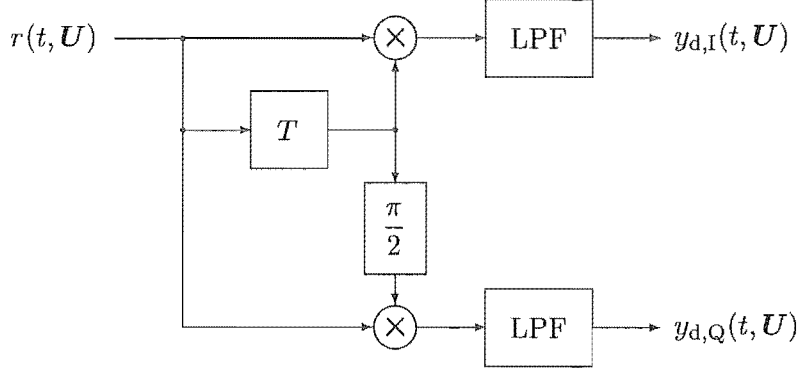 r(t, U)
×
LPF
y_{d,I}(t, U)
T
π
2
×
LPF
y_{d,Q}(t, U)